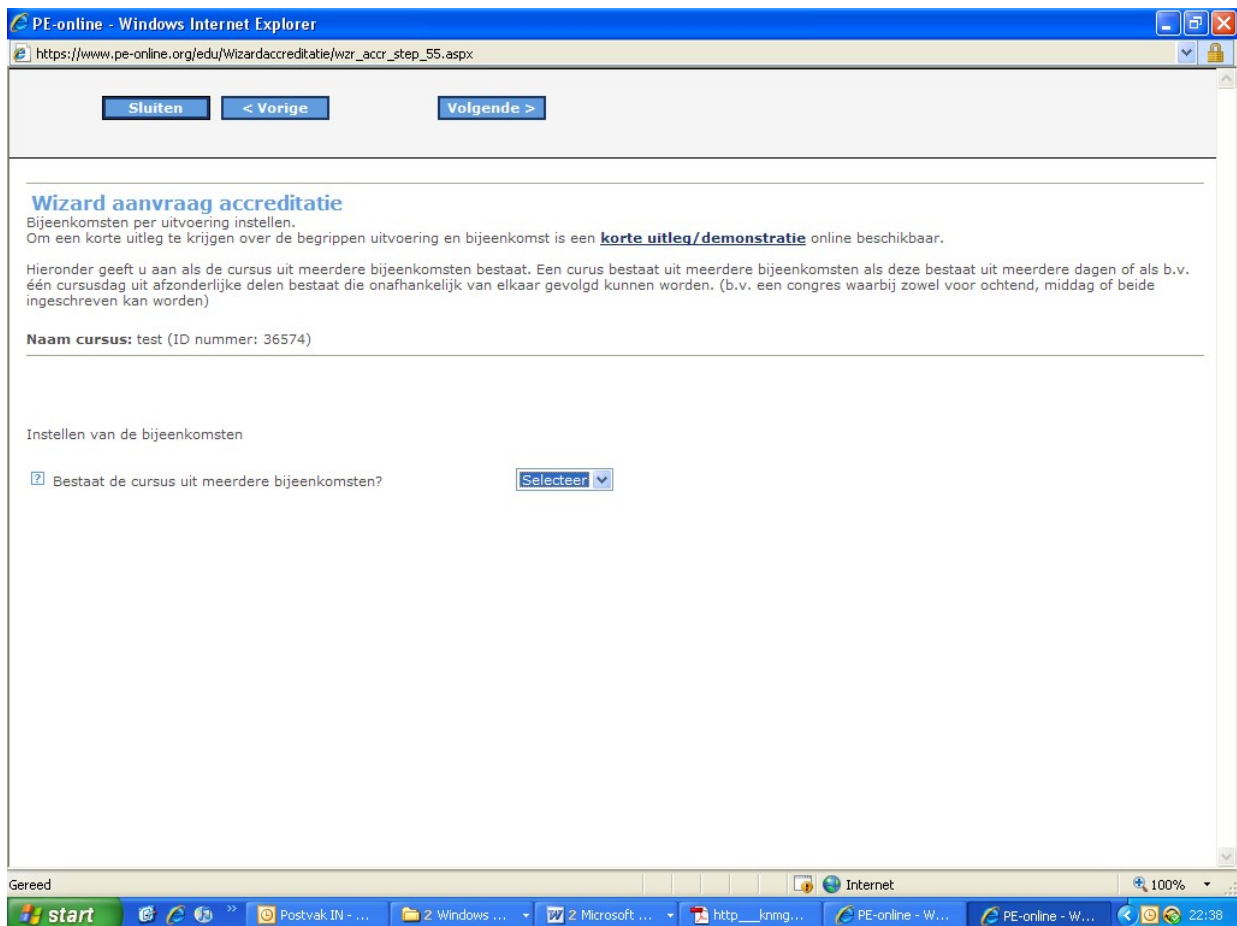 PE-online - Windows Internet Explorer
https://www.pe-online.org/edu/Wizardaccreditatie/wzr_accr_step_55.aspx
Sluiten < Vorige Volgende >
Wizard aanvraag accreditatie
Bijeenkomsten per uitvoering instellen.
Om een korte uitleg te krijgen over de begrippen uitvoering en bijeenkomst is een korte uitleg/demonstratie online beschikbaar.
Hieronder geeft u aan als de cursus uit meerdere bijeenkomsten bestaat. Een curus bestaat uit meerdere bijeenkomsten als deze bestaat uit meerdere dagen of als b.v.
één cursusdag uit afzonderlijke delen bestaat die onafhankelijk van elkaar gevolgd kunnen worden. (b.v. een congres waarbij zowel voor ochtend, middag of beide
ingeschreven kan worden)
Naam cursus: test (ID nummer: 36574)
Instellen van de bijeenkomsten
? Bestaat de cursus uit meerdere bijeenkomsten? Selecteer
Gereed Internet 100%
start » Postvak IN - ... 2 Windows ... 2 Microsoft ... http___knmg... PE-online - W... PE-online - W... 22:38